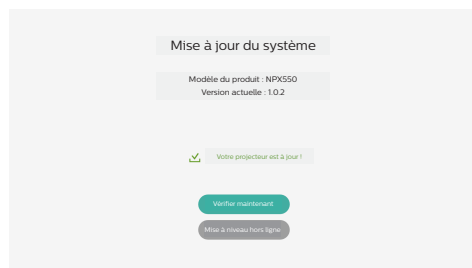 Mise à jour du système
Modèle du produit : NPX550
Version actuelle : 1.0.2
Votre projecteur est à jour !
Vérifier maintenant
Mise à niveau hors ligne